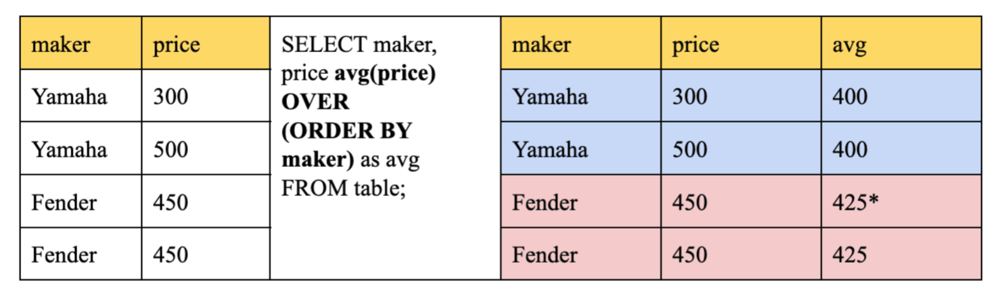 maker price
Yamaha 300
Yamaha 500
Fender 450
Fender 450
SELECT maker,
price avg(price)
OVER
(ORDER BY
maker) as avg
FROM table;
maker price avg
Yamaha 300 400
Yamaha 500 400
Fender 450 425*
Fender 450 425